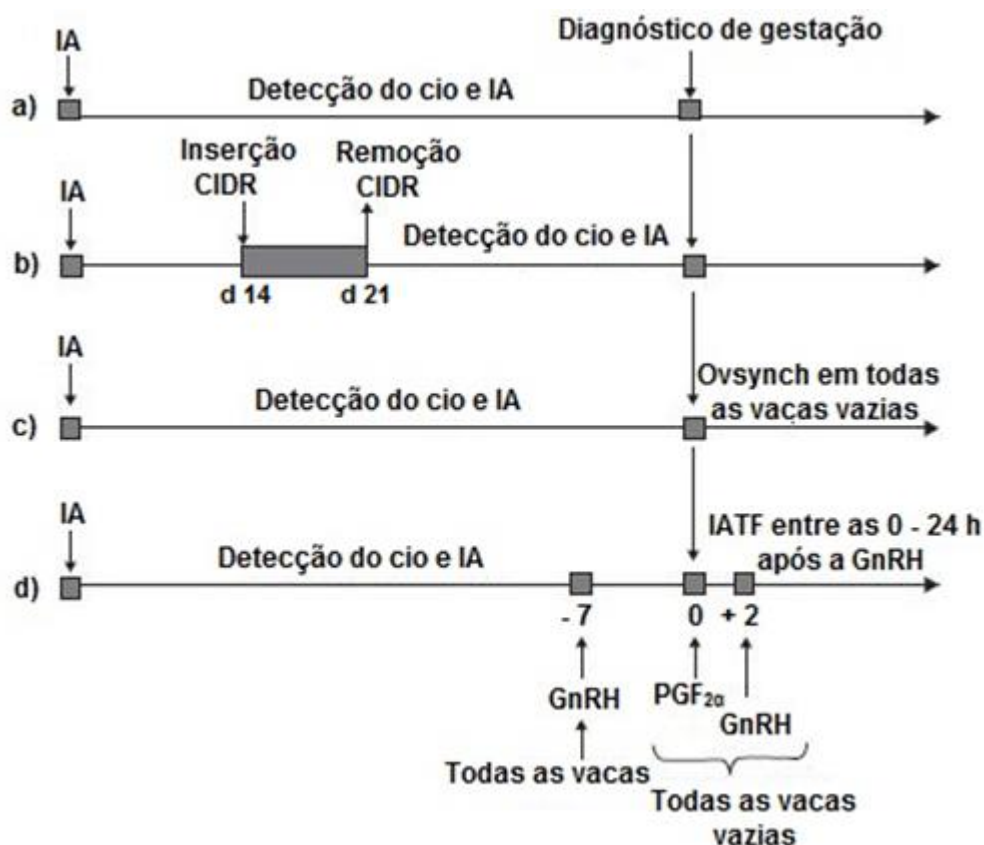 Diagnóstico de gestação
IA
Detecção do cio e IA
a)
Inserção
CIDR
Remoção
CIDR
IA
Detecção do cio e IA
b)
d 14
d 21
IA
Detecção do cio e IA
Ovsynch em todas
as vacas vazias
c)
IA
Detecção do cio e IA
IATF entre as 0 - 24 h
após a GnRH
d)
- 7
0
+ 2
GnRH
PGF2α
GnRH
Todas as vacas
Todas as vacas
vazias